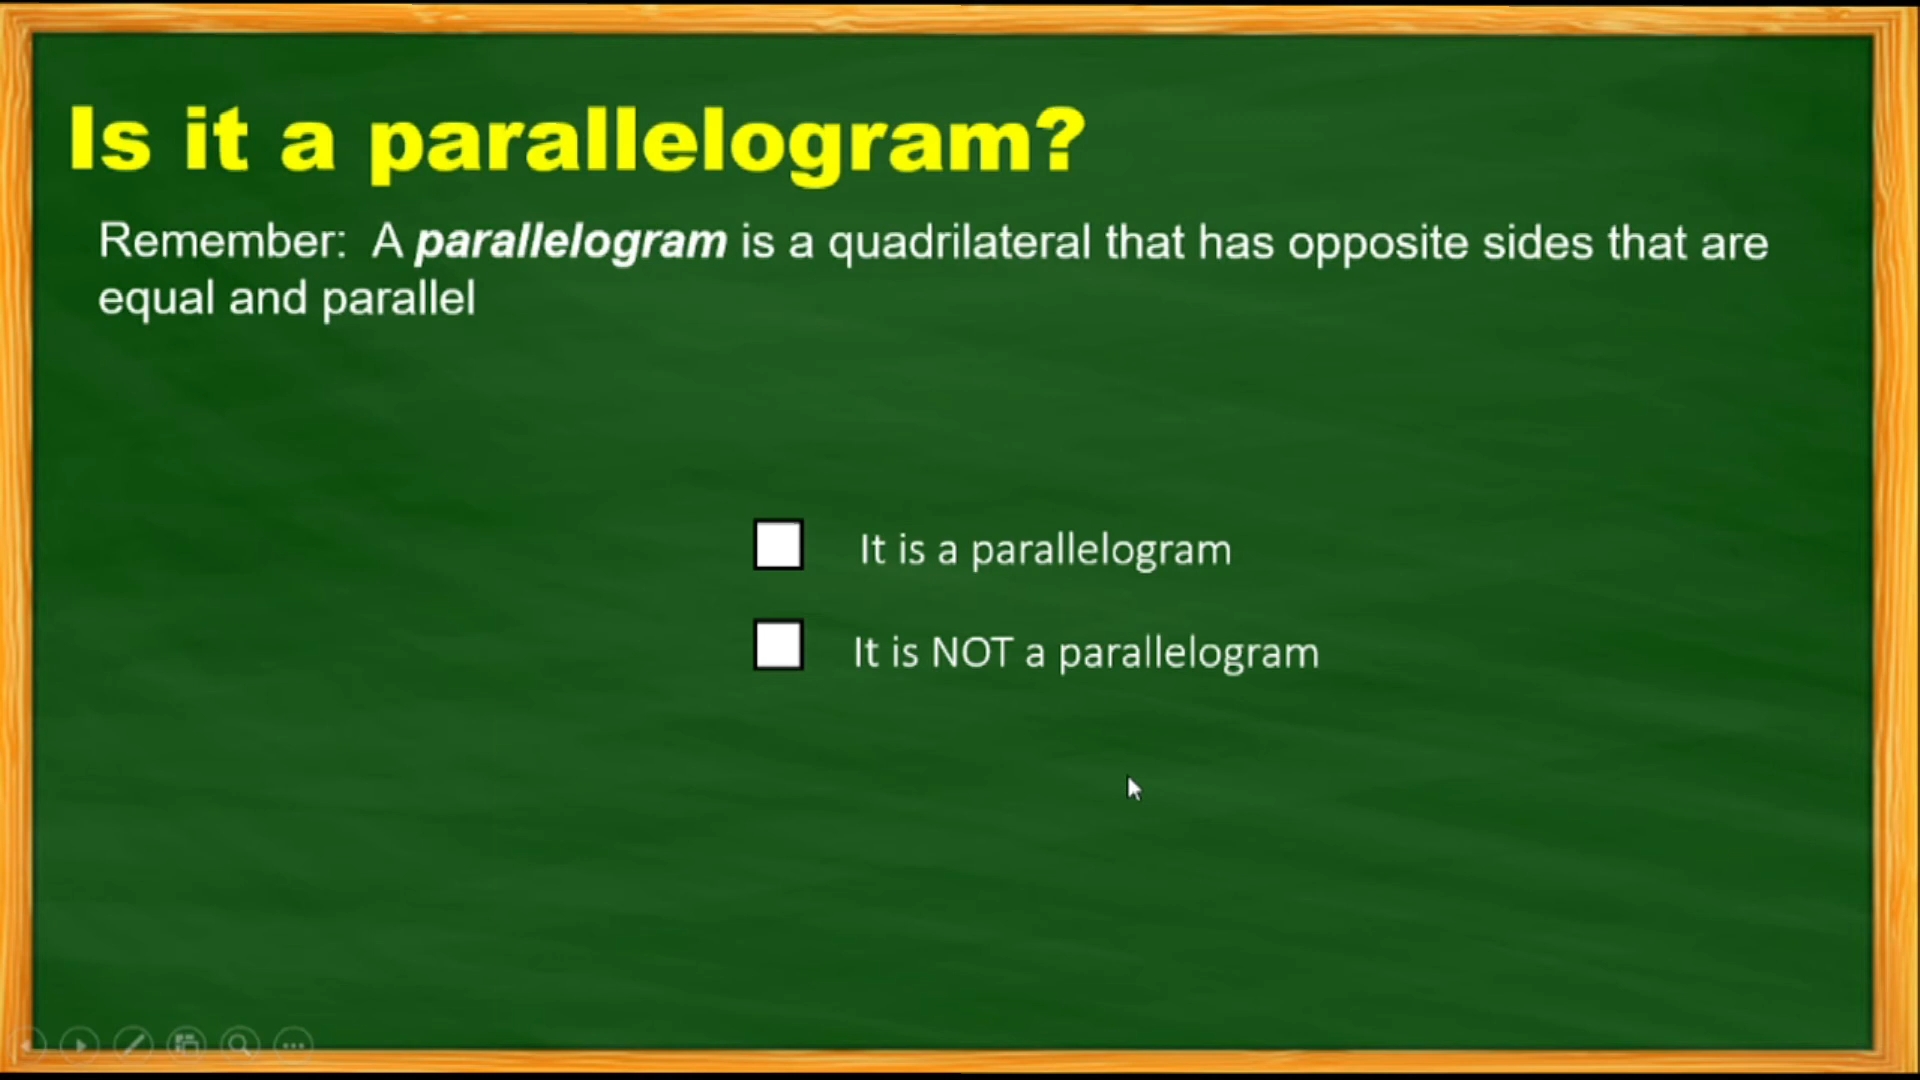 Is it a parallelogram?
Remember: A parallelogram is a quadrilateral that has opposite sides that are
equal and parallel
It is a parallelogram
It is NOT a parallelogram